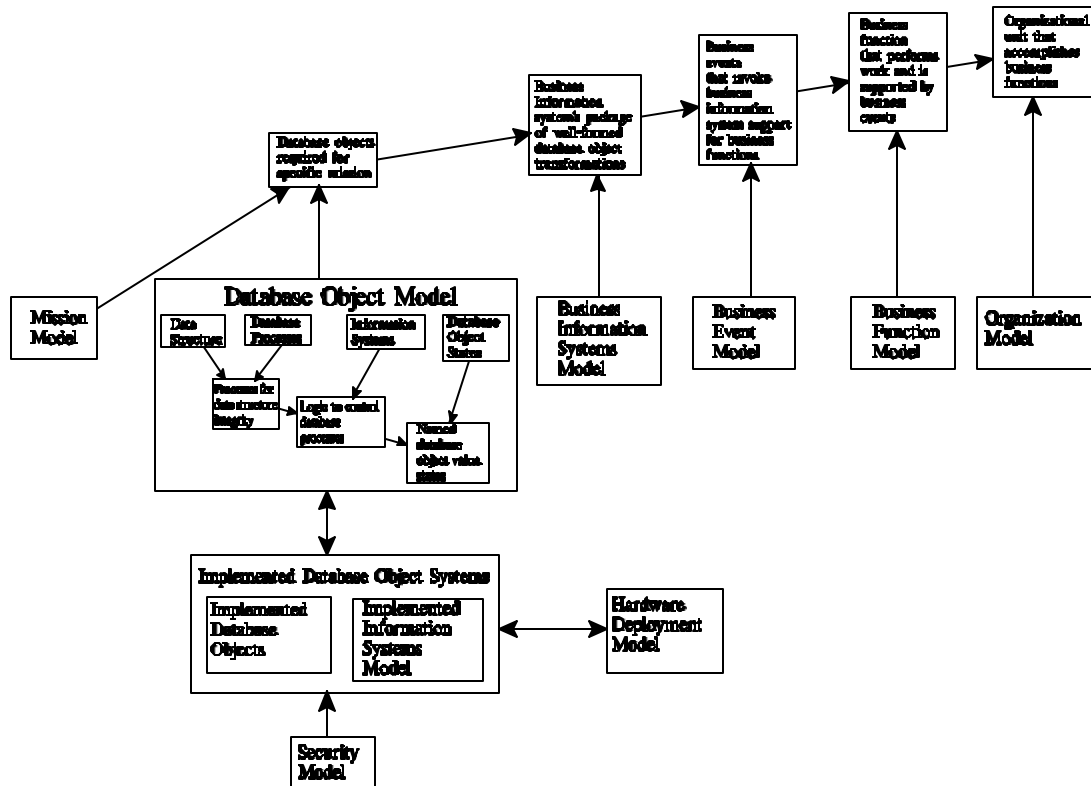 Organizational
unit that
accomplishes
business
functions
Business
function
that performs
work and is
supported by
business
events
Business
events
that invoke
business
information
system support
for business
functions
Business
Information
systems package
of well-formed
database object
transformations
Database objects
required for
specific mission
Mission
Model
Database Object Model
Data
Structure
Database
Processes
Information
Systems
Database
Object
States
Processes for
data structure
integrity
Logic to control
database
processes
Named
database
object value
states
Business
Information
Systems
Model
Business
Event
Model
Business
Function
Model
Organization
Model
Implemented Database Object Systems
Implemented
Database
Objects
Implemented
Information
Systems
Model
Hardware
Deployment
Model
Security
Model